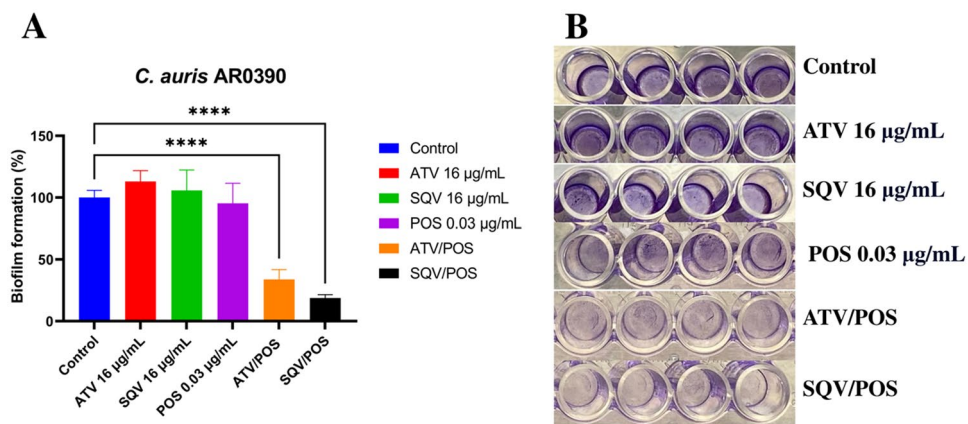 A
C. auris AR0390
****
****
Biofilm formation (%)
150
100
50
0
Control
ATV 16 µg/mL
SQV 16 µg/mL
POS 0.03 µg/mL
ATV/POS
SQV/POS
Control
ATV 16 µg/mL
SQV 16 µg/mL
POS 0.03 µg/mL
ATV/POS
SQV/POS
B
Control
ATV 16 µg/mL
SQV 16 µg/mL
POS 0.03 µg/mL
ATV/POS
SQV/POS